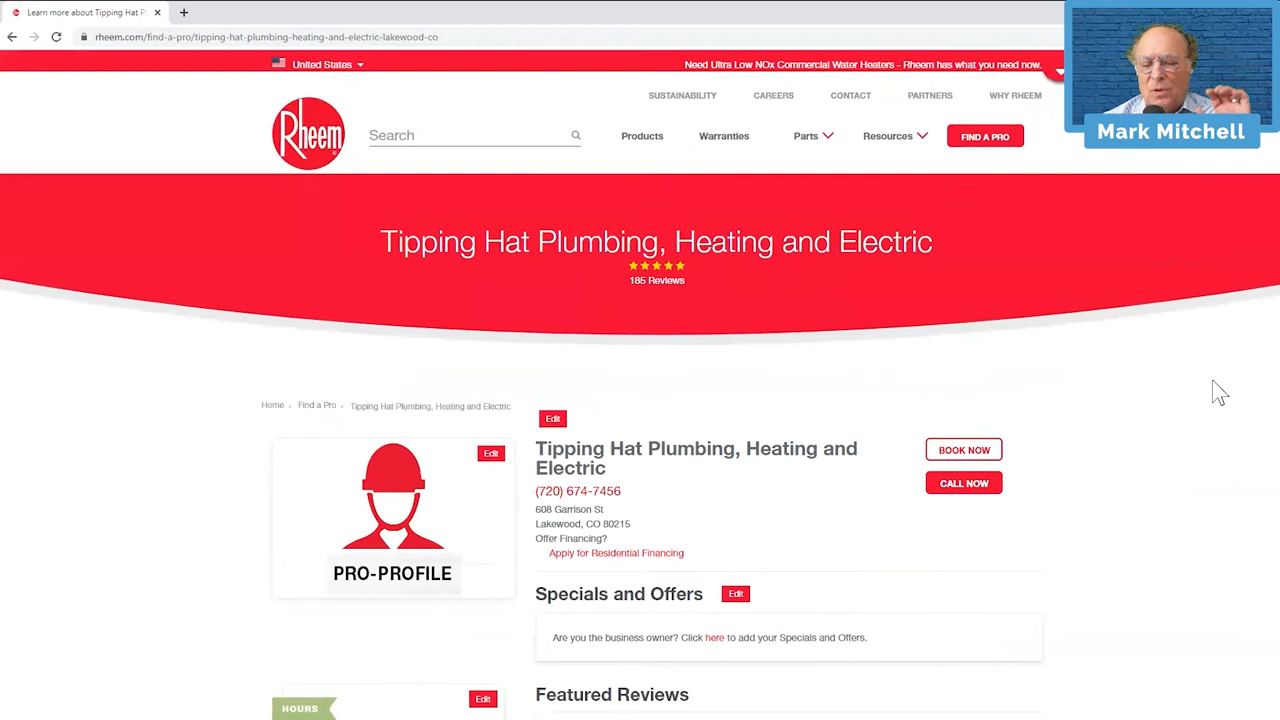 Learn more about Tipping Hat Pl
rheem.com/find-a-pro/tipping-hat-plumbing-heating-and-electric-lakewood-co
United States
Need Ultra Low NOx Commercial Water Heaters - Rheem has what you need now.
Mark Mitchell
SUSTAINABILITY CAREERS CONTACT PARTNERS WHY RHEEM
Rheem
Search
Products Warranties Parts Resources FIND A PRO
Tipping Hat Plumbing, Heating and Electric
185 Reviews
Home › Find a Pro › Tipping Hat Plumbing, Heating and Electric
Edit
Edit
PRO-PROFILE
Tipping Hat Plumbing, Heating and
Electric
(720) 674-7456
608 Garrison St
Lakewood, CO 80215
Offer Financing?
Apply for Residential Financing
BOOK NOW
CALL NOW
Specials and Offers Edit
Are you the business owner? Click here to add your Specials and Offers.
Featured Reviews
Edit
HOURS